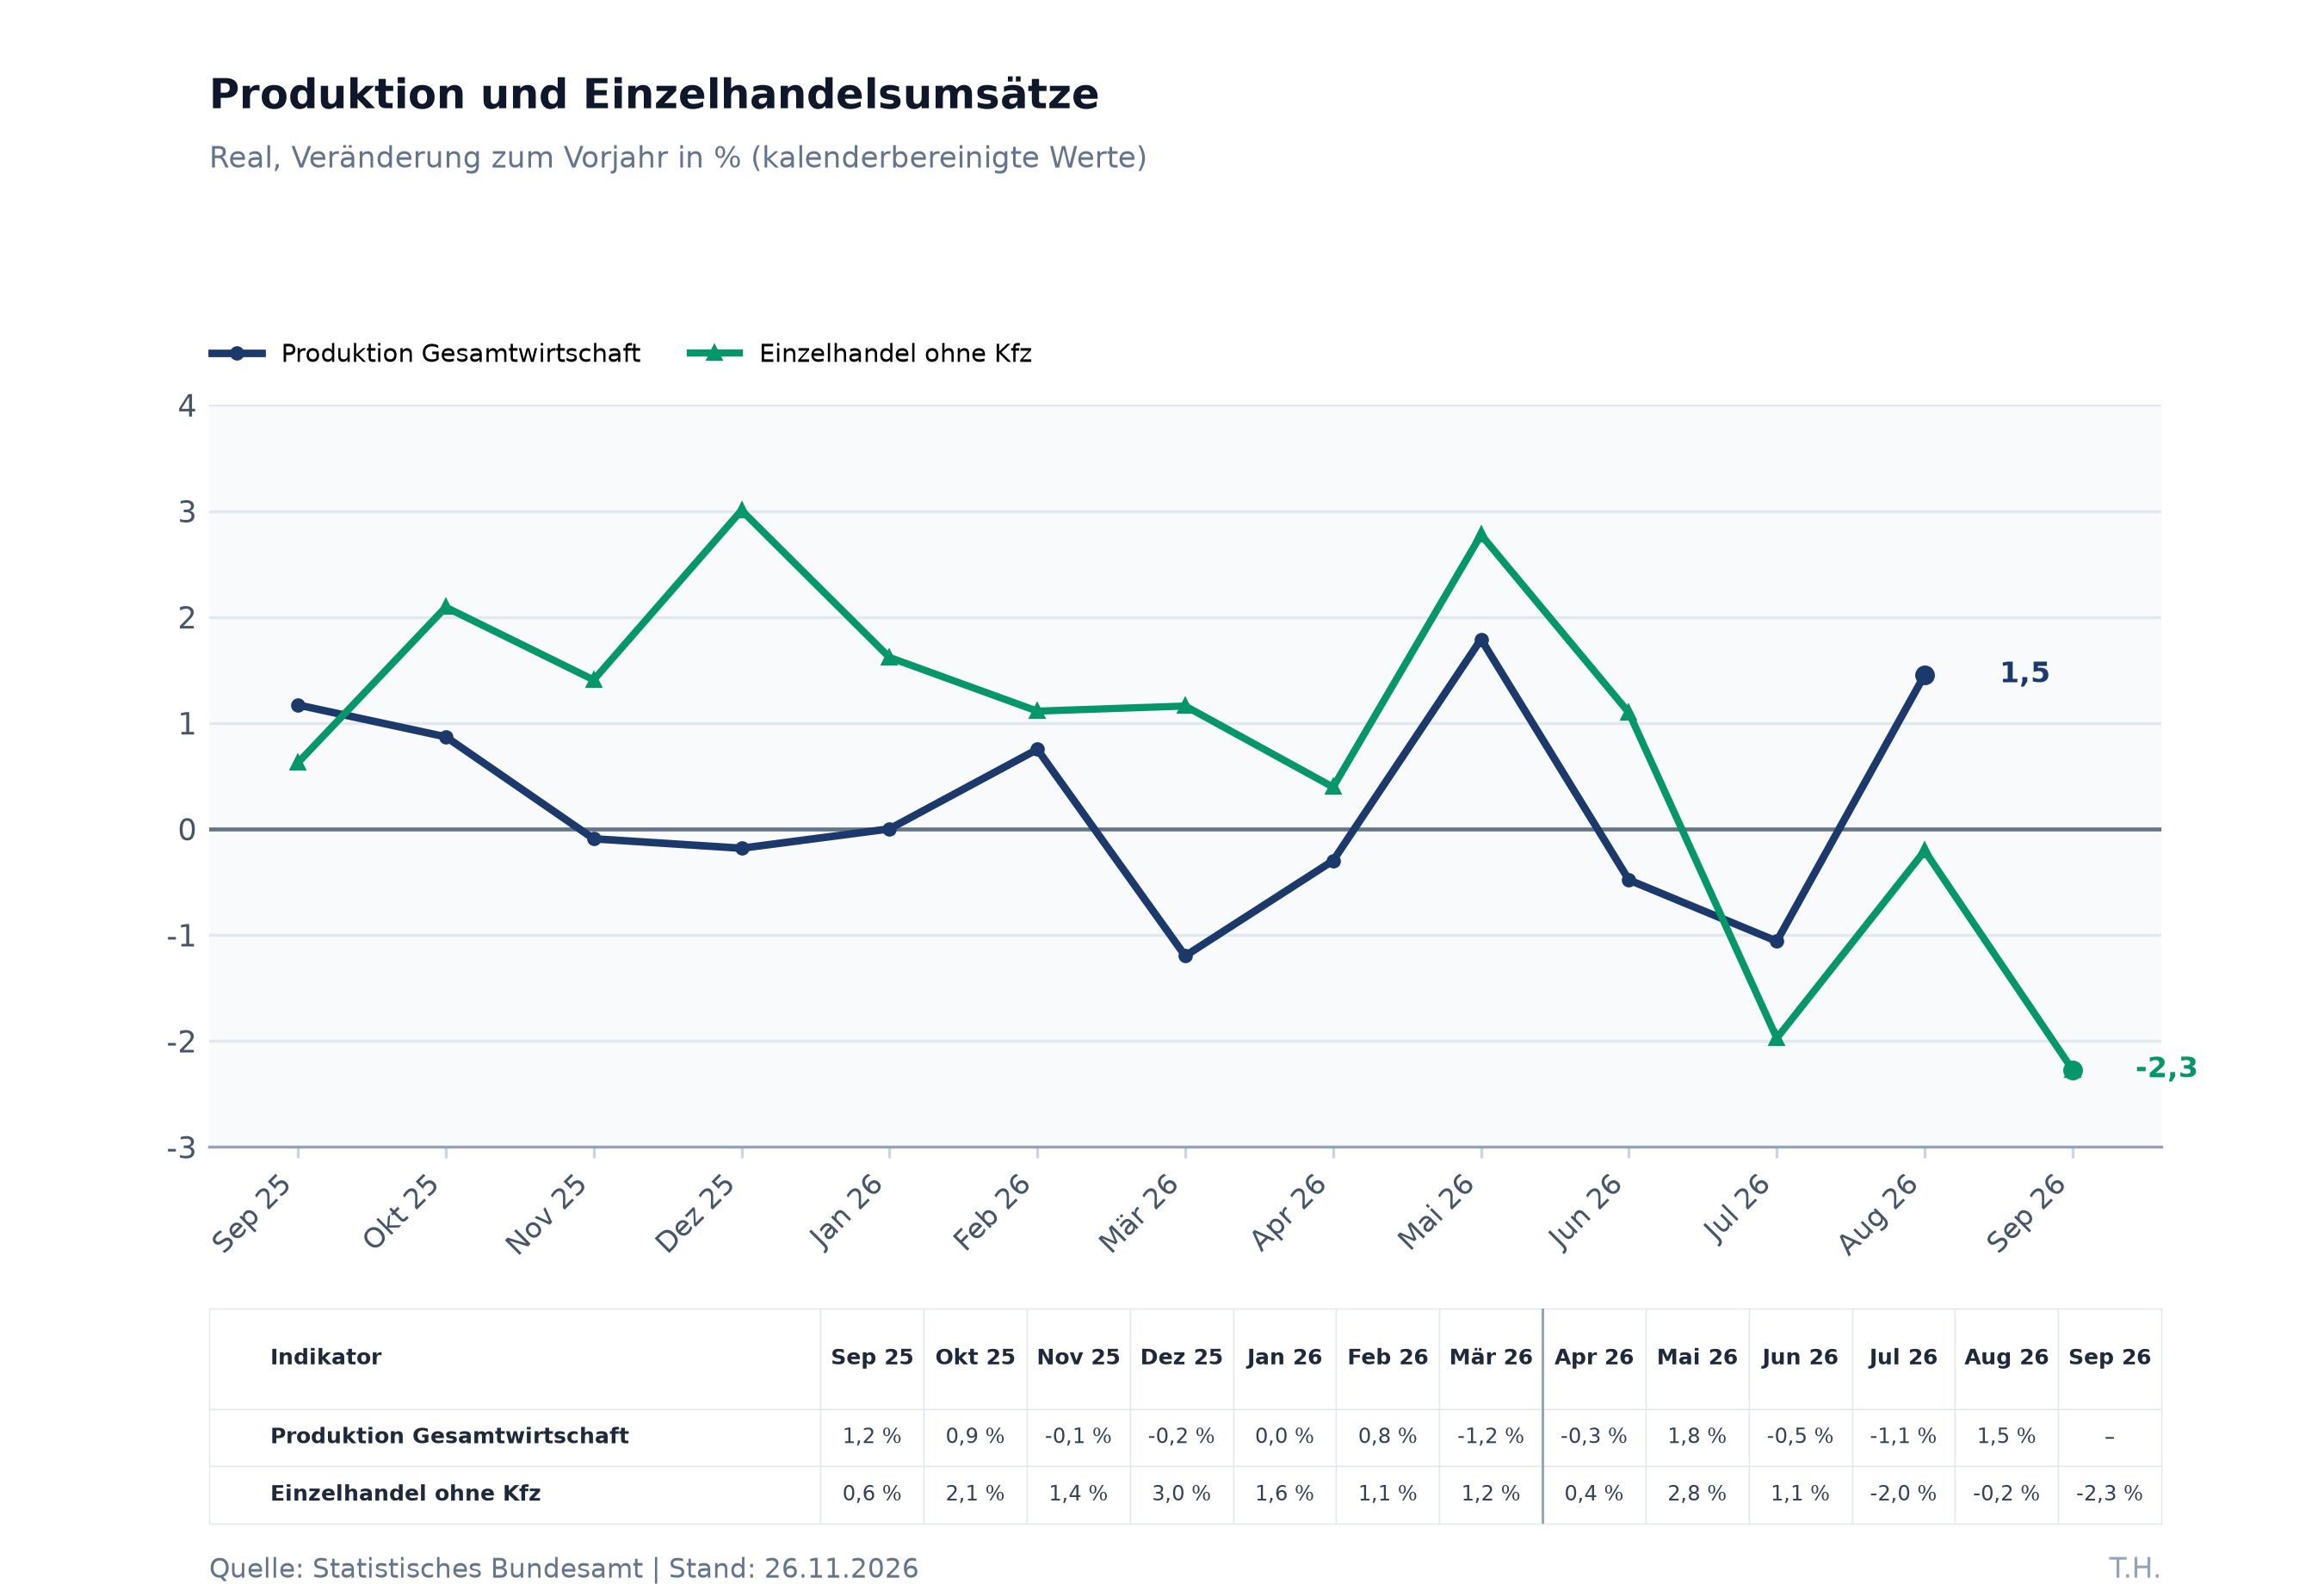 Produktion und Einzelhandelsumsätze
Real, Veränderung zum Vorjahr in % (kalenderbereinigte Werte)
Produktion Gesamtwirtschaft Einzelhandel ohne Kfz
4
3
2
1
0
-1
-2
-3
1,5
-2,3
Sep 25 Okt 25 Nov 25 Dez 25 Jan 26 Feb 26 Mär 26 Apr 26 Mai 26 Jun 26 Jul 26 Aug 26 Sep 26
Indikator Sep 25 Okt 25 Nov 25 Dez 25 Jan 26 Feb 26 Mär 26 Apr 26 Mai 26 Jun 26 Jul 26 Aug 26 Sep 26
Produktion Gesamtwirtschaft 1,2 % 0,9 % -0,1 % -0,2 % 0,0 % 0,8 % -1,2 % -0,3 % 1,8 % -0,5 % -1,1 % 1,5 % –
Einzelhandel ohne Kfz 0,6 % 2,1 % 1,4 % 3,0 % 1,6 % 1,1 % 1,2 % 0,4 % 2,8 % 1,1 % -2,0 % -0,2 % -2,3 %
Quelle: Statistisches Bundesamt | Stand: 26.11.2026 T.H.